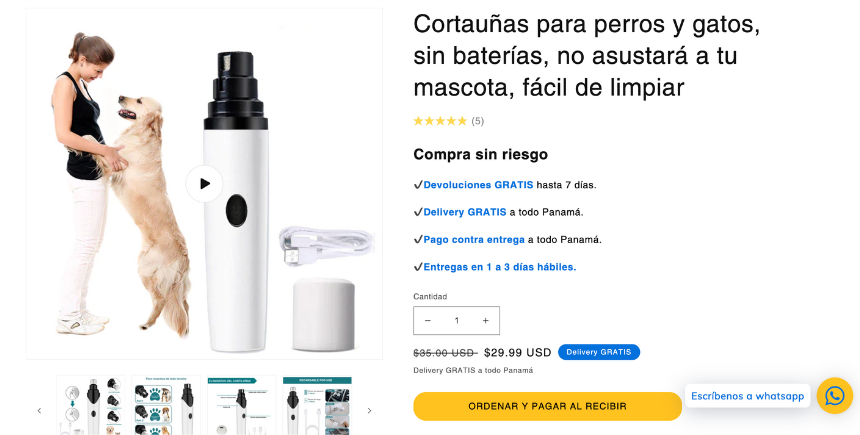 Cortauñas para perros y gatos,
sin baterías, no asustará a tu
mascota, fácil de limpiar
(5)
Compra sin riesgo
✓Devoluciones GRATIS hasta 7 días.
✓Delivery GRATIS a todo Panamá.
✓Pago contra entrega a todo Panamá.
✓Entregas en 1 a 3 días hábiles.
Cantidad
− 1 +
$35.00 USD $29.99 USD Delivery GRATIS
Delivery GRATIS a todo Panamá
ORDENAR Y PAGAR AL RECIBIR
Escríbenos a whatsapp